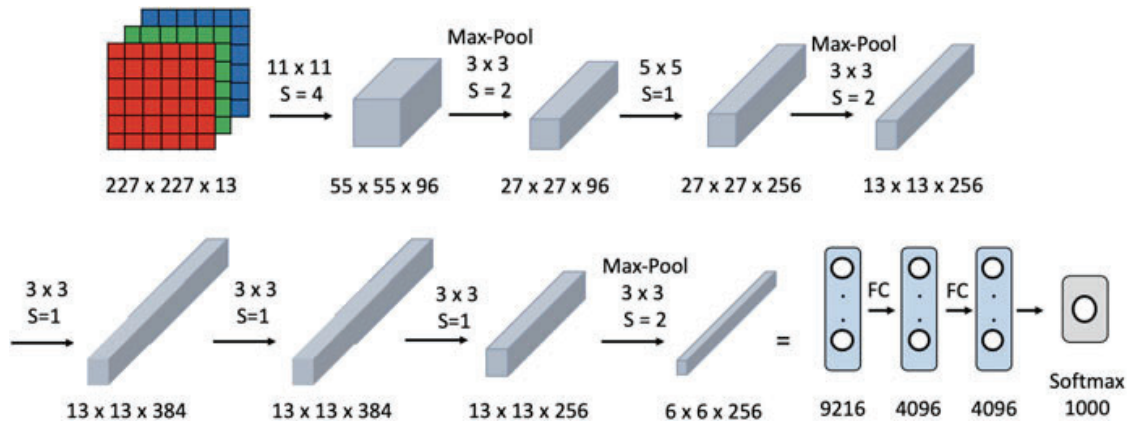 11 x 11
S = 4
Max-Pool
3 x 3
S = 2
5 x 5
S=1
Max-Pool
3 x 3
S = 2
227 x 227 x 13
55 x 55 x 96
27 x 27 x 96
27 x 27 x 256
13 x 13 x 256
3 x 3
S=1
3 x 3
S=1
3 x 3
S=1
Max-Pool
3 x 3
S = 2
=
FC
FC
13 x 13 x 384
13 x 13 x 384
13 x 13 x 256
6 x 6 x 256
9216
4096
4096
Softmax
1000